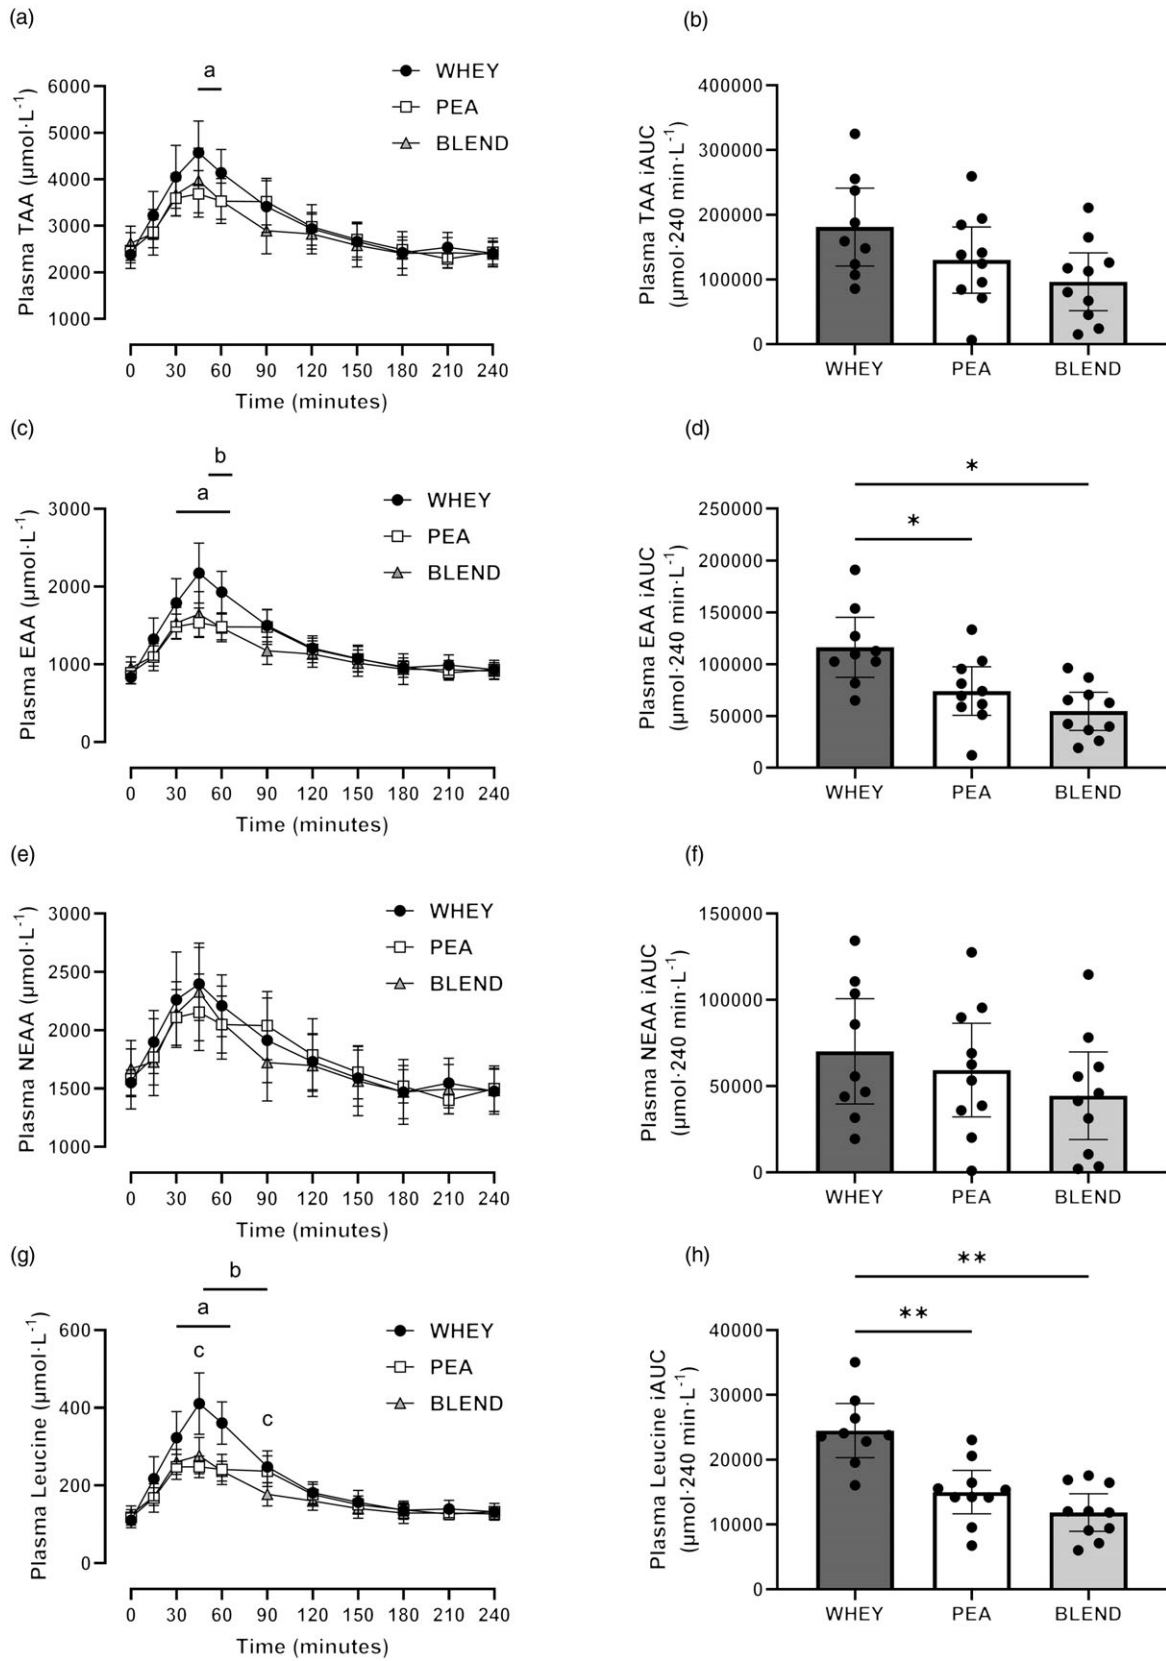 (a)
a
WHEY
PEA
BLEND
Plasma TAA (µmol·L⁻¹)
6000
5000
4000
3000
2000
1000
0 30 60 90 120 150 180 210 240
Time (minutes)
(b)
Plasma TAA iAUC
(µmol·240 min·L⁻¹)
400000
300000
200000
100000
0
WHEY PEA BLEND
(c)
b
a
WHEY
PEA
BLEND
Plasma EAA (µmol·L⁻¹)
3000
2000
1000
0
0 30 60 90 120 150 180 210 240
Time (minutes)
(d)
*
*
Plasma EAA iAUC
(µmol·240 min·L⁻¹)
250000
200000
150000
100000
50000
0
WHEY PEA BLEND
(e)
WHEY
PEA
BLEND
Plasma NEAA (µmol·L⁻¹)
3000
2500
2000
1500
1000
0 30 60 90 120 150 180 210 240
Time (minutes)
(f)
Plasma NEAA iAUC
(µmol·240 min·L⁻¹)
150000
100000
50000
0
WHEY PEA BLEND
(g)
b
a
c
c
WHEY
PEA
BLEND
Plasma Leucine (µmol·L⁻¹)
600
400
200
0
0 30 60 90 120 150 180 210 240
Time (minutes)
(h)
**
**
Plasma Leucine iAUC
(µmol·240 min·L⁻¹)
40000
30000
20000
10000
0
WHEY PEA BLEND